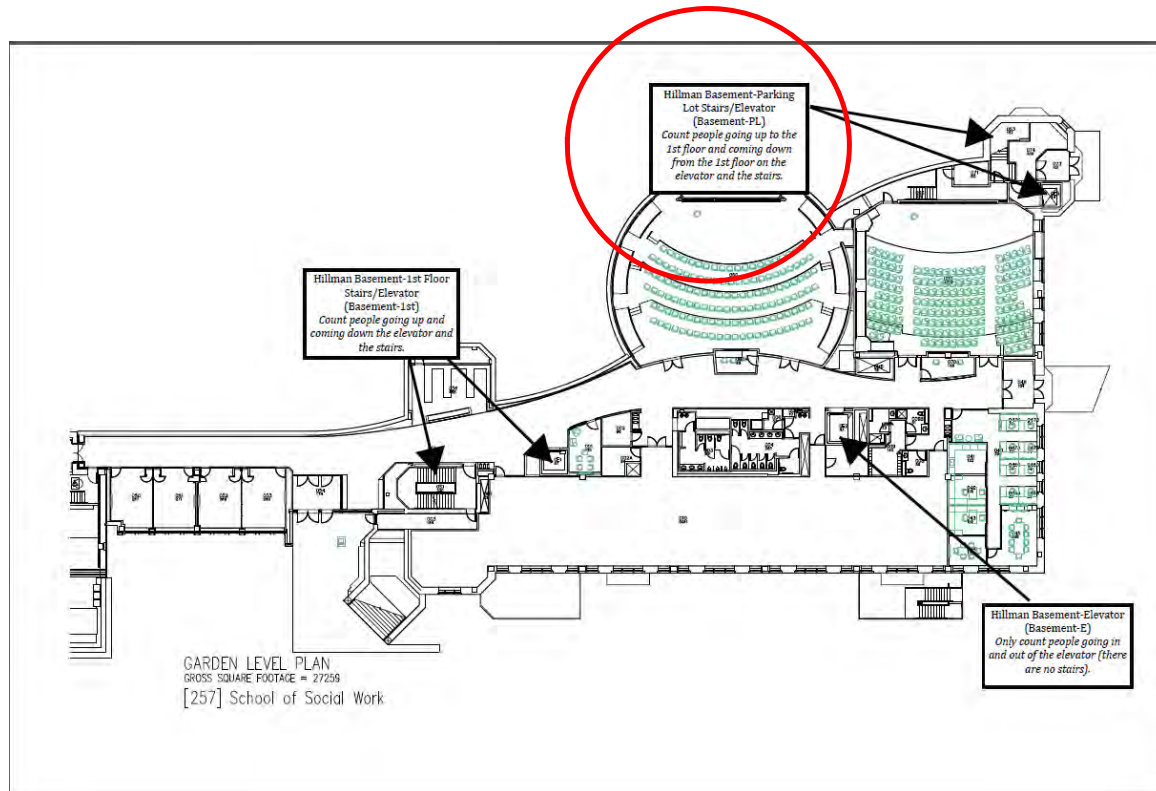 Hillman Basement-Parking
Lot Stairs/Elevator
(Basement-PL)
Count people going up to the
1st floor and coming down
from the 1st floor on the
elevator and the stairs.
Hillman Basement-1st Floor
Stairs/Elevator
(Basement-1st)
Count people going up and
coming down the elevator and
the stairs.
Hillman Basement-Elevator
(Basement-E)
Only count people going in
and out of the elevator (there
are no stairs).
GARDEN LEVEL PLAN
GROSS SQUARE FOOTAGE = 27259
[257] School of Social Work